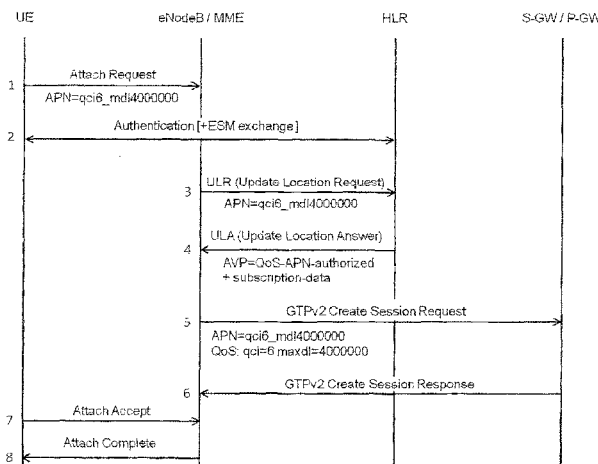 UE eNodeB / MME HLR S-GW / P-GW
Attach Request
1
APN=qci6_mdl4000000
Authentication [+ESM exchange]
2
ULR (Update Location Request)
3
APN=qci6_mdl4000000
ULA (Update Location Answer)
4
AVP=QoS-APN-authorized
+ subscription-data
GTPv2 Create Session Request
5
APN=qci6_mdl4000000
QoS: qci=6 maxdl=4000000
GTPv2 Create Session Response
6
Attach Accept
7
Attach Complete
8